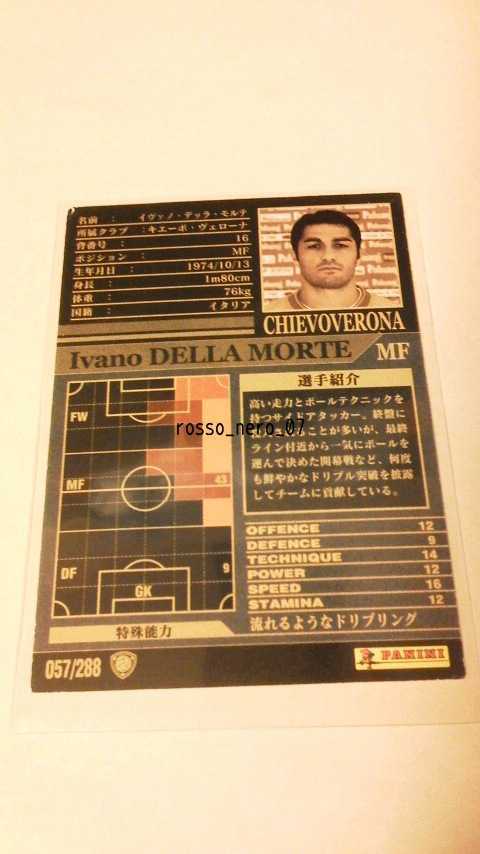 名前 : イヴァノ・デッラ・モルテ
所属クラブ : キエーボ・ヴェローナ
背番号 : 16
ポジション : MF
生年月日 : 1974/10/13
身長 : 1m80cm
体重 : 76kg
国籍 : イタリア
CHIEVOVERONA
Ivano DELLA MORTE MF
選手紹介
高い走力とボールテクニックを
持つサイドアタッカー。終盤に
ことが多いが、最終
ライン付近から一気にボールを
運んで決めた開幕戦など、何度
も鮮やかなドリブル突破を披露
してチームに貢献している。
rosso_nero_07
FW
MF 43
DF 9
GK
OFFENCE 12
DEFENCE 9
TECHNIQUE 14
POWER 12
SPEED 16
STAMINA 12
特殊能力
流れるようなドリブリング
057/288
PANINI